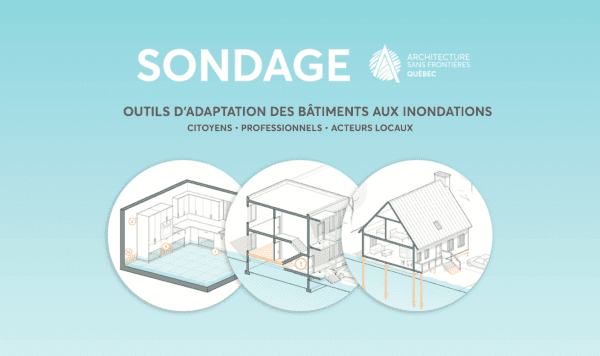 SONDAGE
ARCHITECTURE
SANS FRONTIÈRES
QUÉBEC
OUTILS D'ADAPTATION DES BÂTIMENTS AUX INONDATIONS
CITOYENS • PROFESSIONNELS • ACTEURS LOCAUX